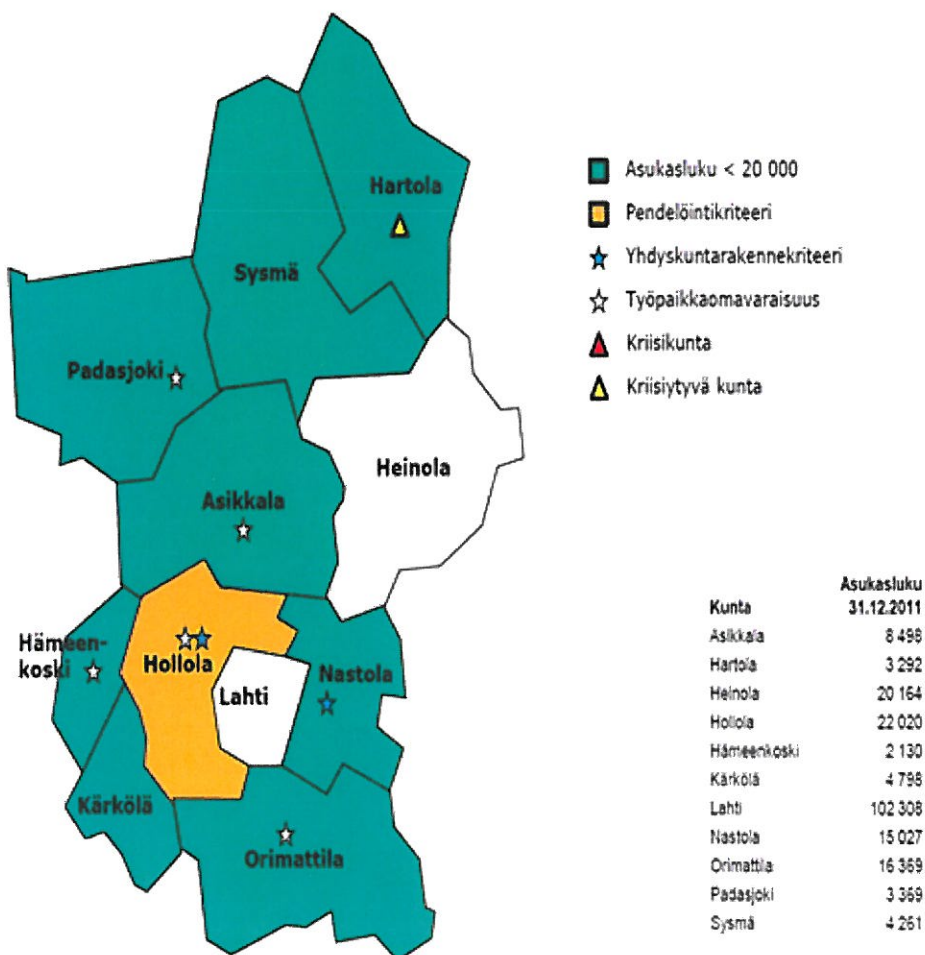 Hartola
Sysmä
Padasjoki
Heinola
Asikkala
Hämeen-
koski
Hollola
Lahti
Nastola
Kärkölä
Orimattila
Asukasluku < 20 000
Pendelöintikriteeri
Yhdyskuntarakennekriteeri
Työpaikkaomavaraisuus
Kriisikunta
Kriisiytyvä kunta
Asukasluku
Kunta 31.12.2011
Asikkala 8 498
Hartola 3 292
Heinola 20 164
Hollola 22 020
Hämeenkoski 2 130
Kärkölä 4 798
Lahti 102 308
Nastola 15 027
Orimattila 16 369
Padasjoki 3 369
Sysmä 4 261